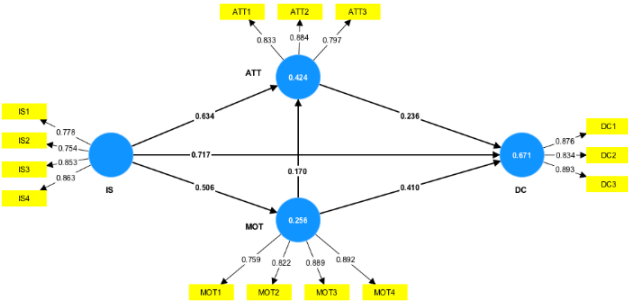 ATT1 ATT2 ATT3
0.833 0.884 0.797
ATT
0.424
IS1
IS2
IS3
IS4
0.778
0.754
0.853
0.863
0.634
0.236
IS
0.717
0.170
0.671
DC
0.876
0.834
0.893
DC1
DC2
DC3
0.506
0.410
MOT
0.256
0.759 0.822 0.889 0.892
MOT1 MOT2 MOT3 MOT4